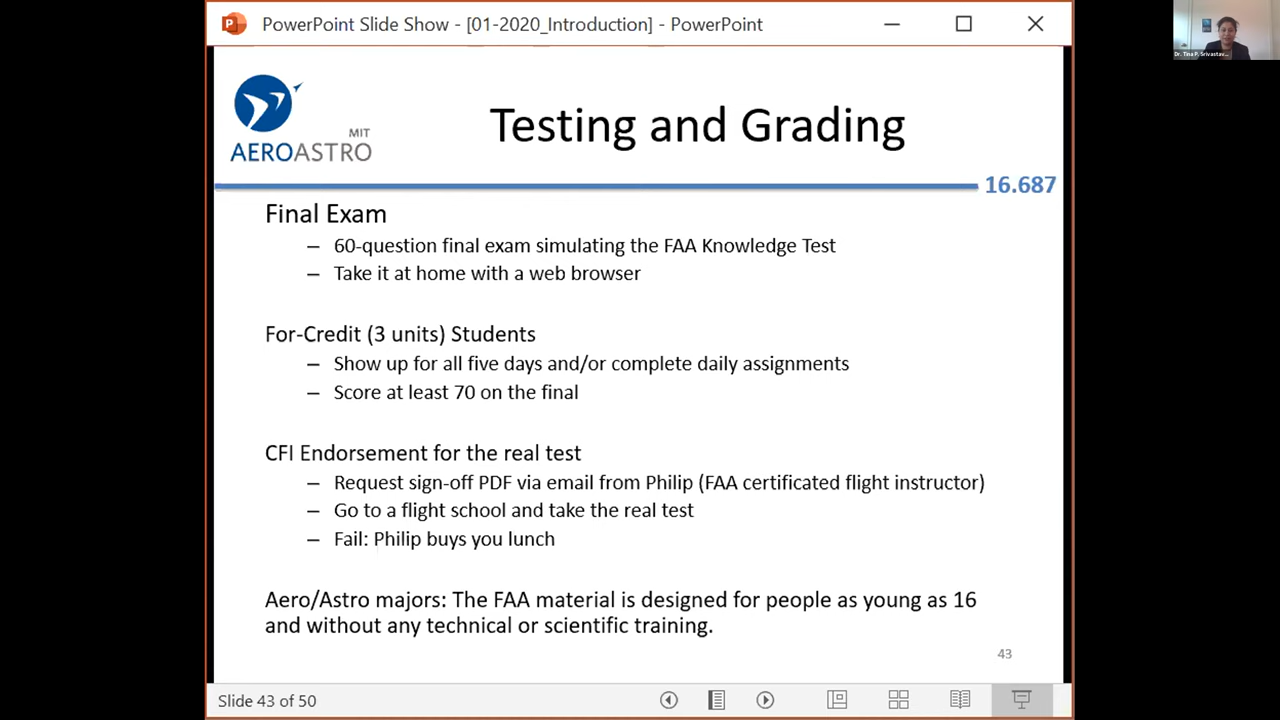 PowerPoint Slide Show - [01-2020_Introduction] - PowerPoint
Dr. Tina P. Srivastav...
MIT
AEROASTRO
Testing and Grading
16.687
Final Exam
– 60-question final exam simulating the FAA Knowledge Test
– Take it at home with a web browser
For-Credit (3 units) Students
– Show up for all five days and/or complete daily assignments
– Score at least 70 on the final
CFI Endorsement for the real test
– Request sign-off PDF via email from Philip (FAA certificated flight instructor)
– Go to a flight school and take the real test
– Fail: Philip buys you lunch
Aero/Astro majors: The FAA material is designed for people as young as 16
and without any technical or scientific training.
43
Slide 43 of 50